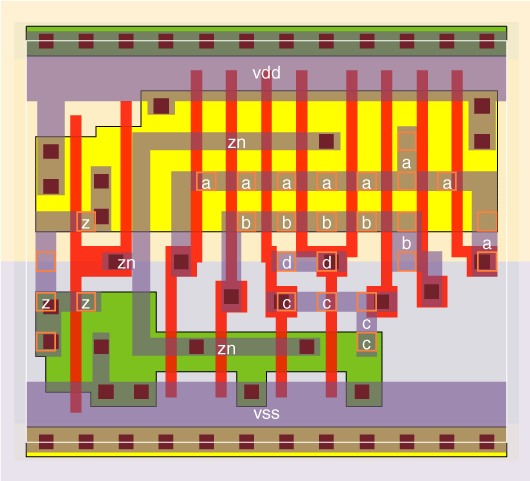 vdd
zn
a
a a a a a a
z b b b b
b a
zn d d
z z c c
c
zn c
vss